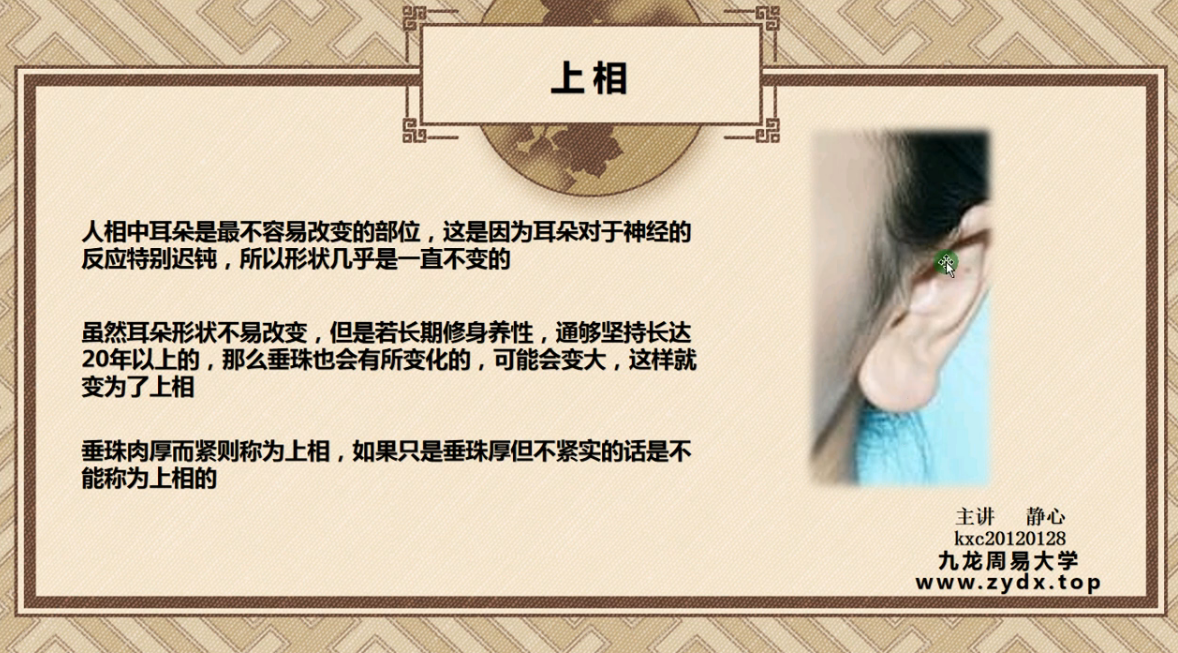 上相
人相中耳朵是最不容易改变的部位，这是因为耳朵对于神经的
反应特别迟钝，所以形状几乎是一直不变的
虽然耳朵形状不易改变，但是若长期修身养性，通够坚持长达
20年以上的，那么垂珠也会有所变化的，可能会变大，这样就
变为了上相
垂珠肉厚而紧则称为上相，如果只是垂珠厚但不紧实的话是不
能称为上相的
主讲 静心
kxc20120128
九龙周易大学
www.zydx.top